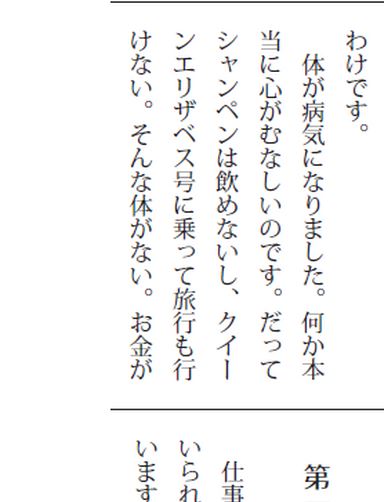 わけです。
　体が病気になりました。何か本
当に心がむなしいのです。だって
シャンペンは飲めないし、クイー
ンエリザベス号に乗って旅行も行
けない。そんな体がない。お金が
第
仕事
いられ
います